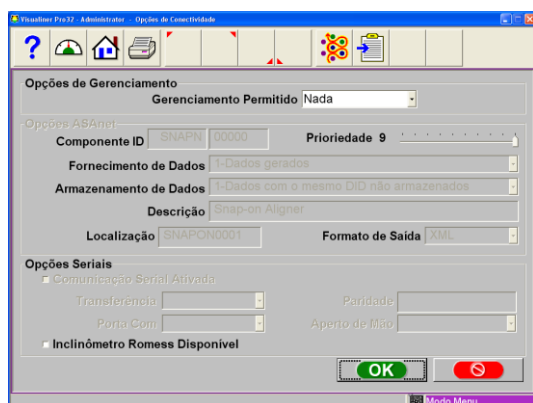 Visualiner Pro32 - Administrator - Opções de Conectividade
?
Opções de Gerenciamento
Gerenciamento Permitido Nada
Opções ASAnet
Componente ID SNAPN 00000 Prioriedade 9
Fornecimento de Dados 1-Dados gerados
Armazenamento de Dados 1-Dados com o mesmo DID não armazenados
Descrição Snap-on Aligner
Localização SNAPON0001 Formato de Saída XML
Opções Seriais
Comunicação Serial Ativada
Transferência Paridade
Porta Com Aperto de Mão
Inclinômetro Romess Disponível
OK
Modo Menu